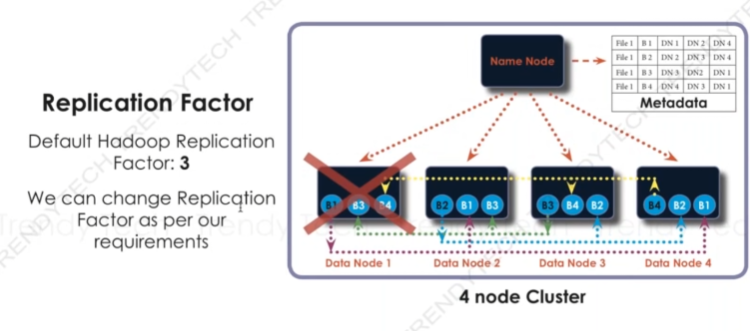 Replication Factor
Default Hadoop Replication
Factor: 3
We can change Replication
Factor as per our
requirements
Name Node
File 1 B 1 DN 1 DN 2 DN 4
File 1 B 2 DN 2 DN 3 DN 4
File 1 B 3 DN 3 DN2 DN 1
File 1 B 4 DN 4 DN 3 DN 1
Metadata
B1 B3 B4
B2 B1 B3
B3 B4 B2
B4 B2 B1
Data Node 1
Data Node 2
Data Node 3
Data Node 4
4 node Cluster
TRENDYTECH